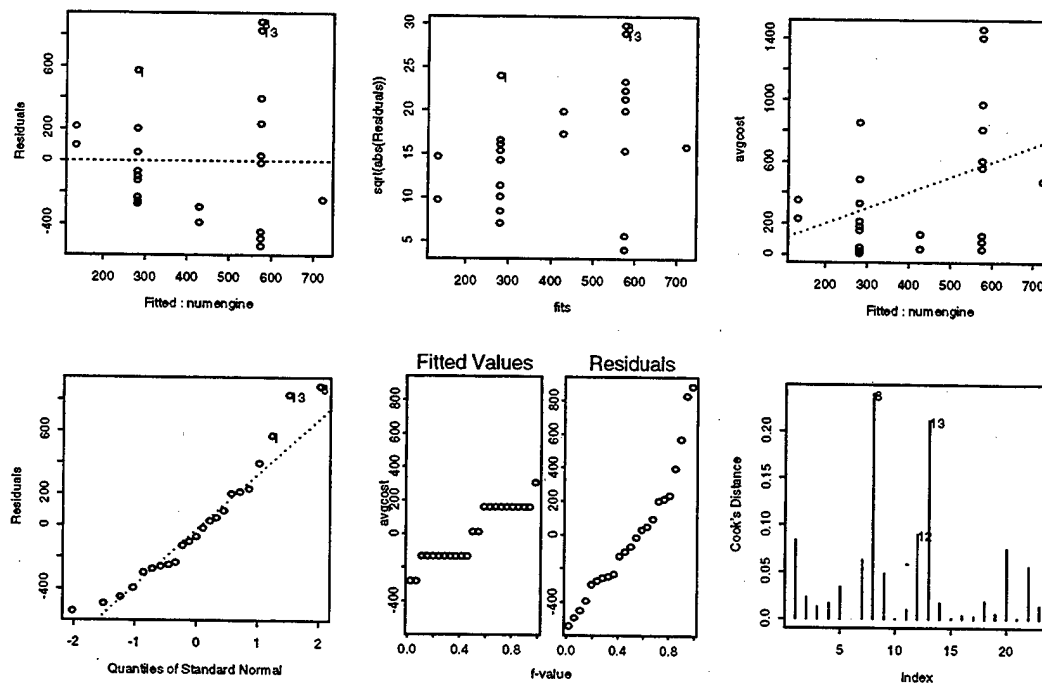 Residuals
800
600
200
0
-400
13
1
200 300 400 500 600 700
Fitted : numengine
sqrt(abs(Residuals))
30
25
20
15
10
5
13
1
200 300 400 500 600 700
fits
avgcost
1400
1000
600
400
200
0
200 300 400 500 600 700
Fitted : numengine
Residuals
600
200
0
-400
13
1
-2 -1 0 1 2
Quantiles of Standard Normal
Fitted Values
Residuals
avgcost
800
600
400
200
0
-400
800
600
400
200
0
-400
0.0 0.4 0.8
0.0 0.4 0.8
f-value
Cook's Distance
0.20
0.15
0.10
0.05
0.0
8
13
12
5 10 15 20
Index